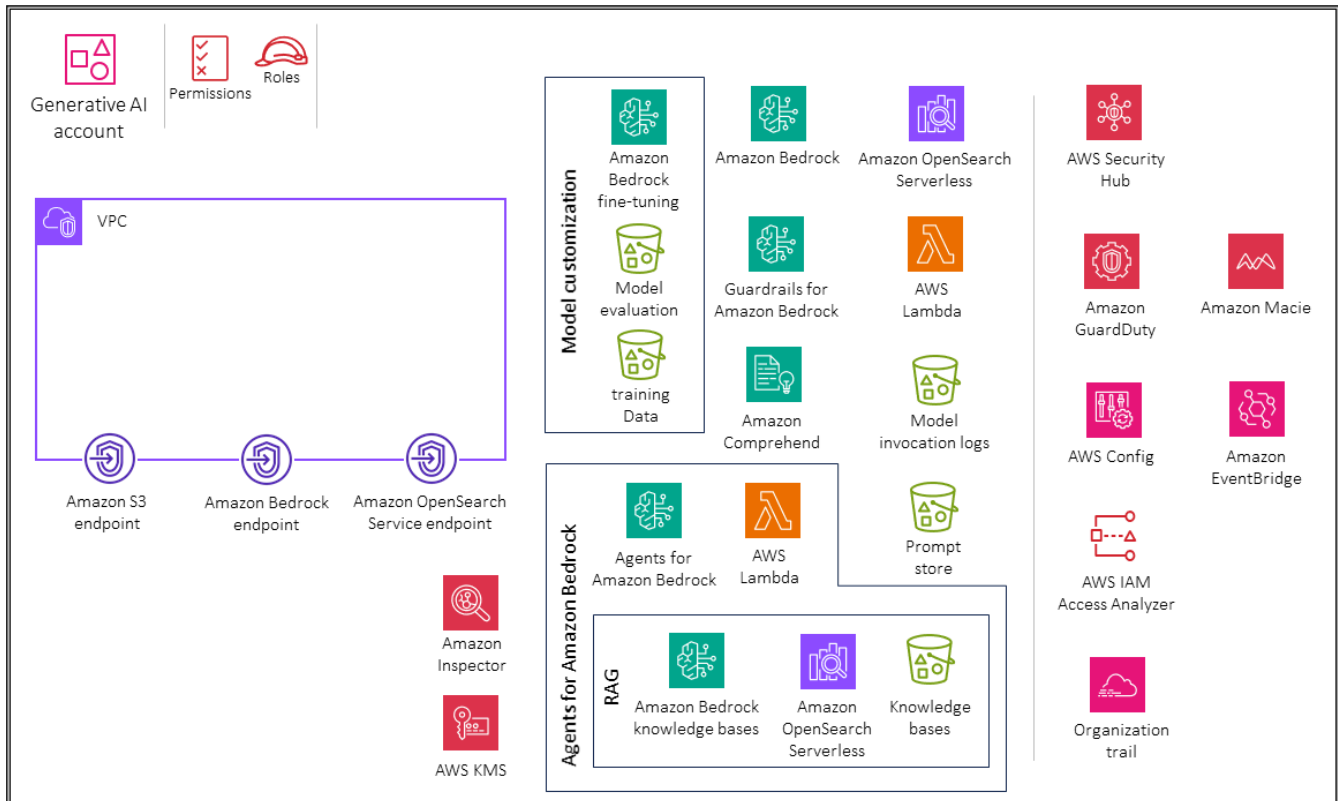 Generative AI
account
Permissions
Roles
VPC
Amazon S3
endpoint
Amazon Bedrock
endpoint
Amazon OpenSearch
Service endpoint
Amazon
Inspector
AWS KMS
Model customization
Amazon
Bedrock
fine-tuning
Model
evaluation
training
Data
Amazon Bedrock
Amazon OpenSearch
Serverless
Guardrails for
Amazon Bedrock
AWS
Lambda
Amazon
Comprehend
Model
invocation logs
Prompt
store
Agents for Amazon Bedrock
Agents for
Amazon Bedrock
AWS
Lambda
RAG
Amazon Bedrock
knowledge bases
Amazon
OpenSearch
Serverless
Knowledge
bases
AWS Security
Hub
Amazon
GuardDuty
Amazon Macie
AWS Config
Amazon
EventBridge
AWS IAM
Access Analyzer
Organization
trail